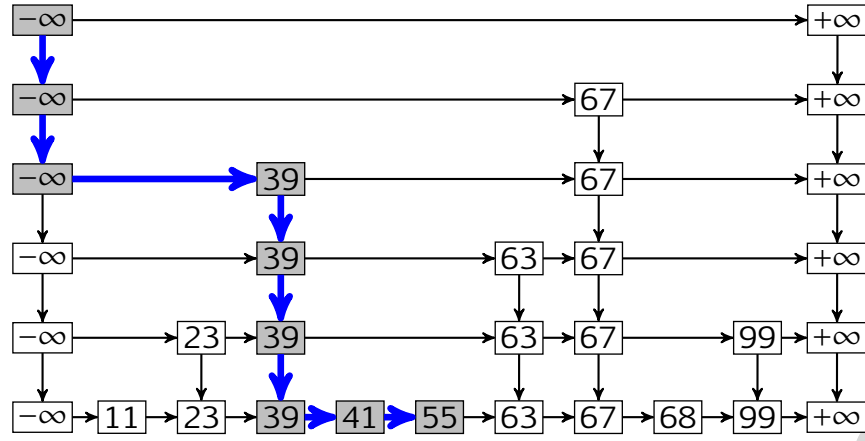 −∞ +∞
−∞ 67 +∞
−∞ 39 67 +∞
−∞ 39 63 67 +∞
−∞ 23 39 63 67 99 +∞
−∞ 11 23 39 41 55 63 67 68 99 +∞